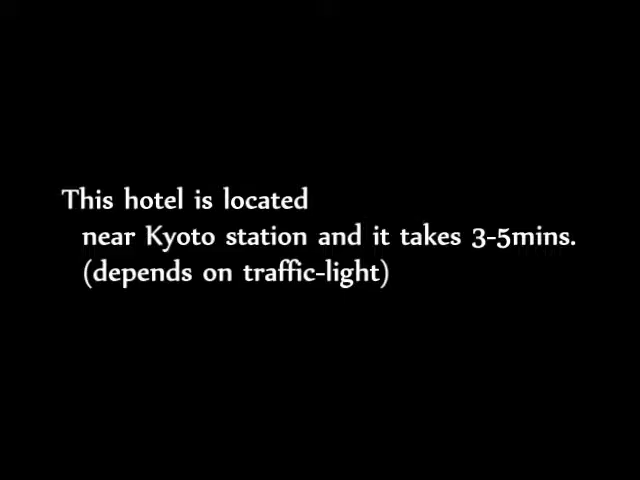 This hotel is located
near Kyoto station and it takes 3-5mins.
(depends on traffic-light)